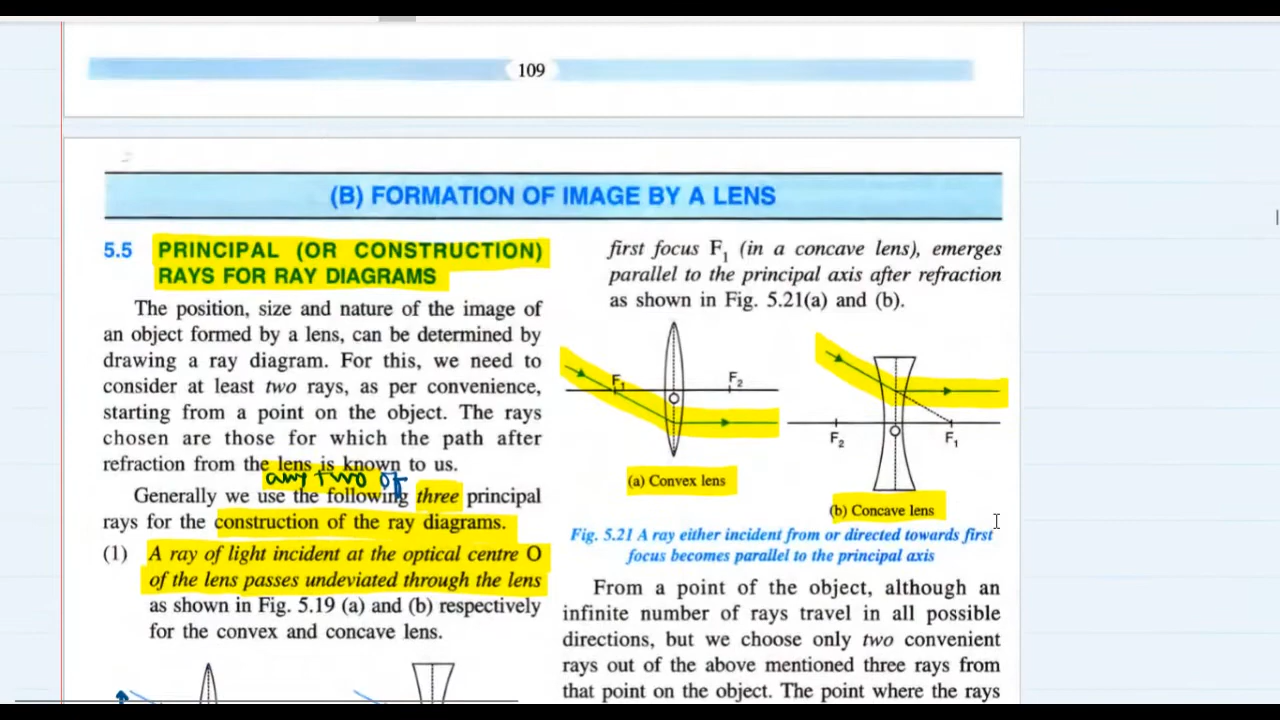 109
(B) FORMATION OF IMAGE BY A LENS
5.5 PRINCIPAL (OR CONSTRUCTION)
RAYS FOR RAY DIAGRAMS
The position, size and nature of the image of
an object formed by a lens, can be determined by
drawing a ray diagram. For this, we need to
consider at least two rays, as per convenience,
starting from a point on the object. The rays
chosen are those for which the path after
refraction from the lens is known to us.
any two of
Generally we use the following three principal
rays for the construction of the ray diagrams.
(1) A ray of light incident at the optical centre O
of the lens passes undeviated through the lens
as shown in Fig. 5.19 (a) and (b) respectively
for the convex and concave lens.
first focus F1 (in a concave lens), emerges
parallel to the principal axis after refraction
as shown in Fig. 5.21(a) and (b).
F1 F2
O
(a) Convex lens
F2 O F1
(b) Concave lens
Fig. 5.21 A ray either incident from or directed towards first
focus becomes parallel to the principal axis
From a point of the object, although an
infinite number of rays travel in all possible
directions, but we choose only two convenient
rays out of the above mentioned three rays from
that point on the object. The point where the rays